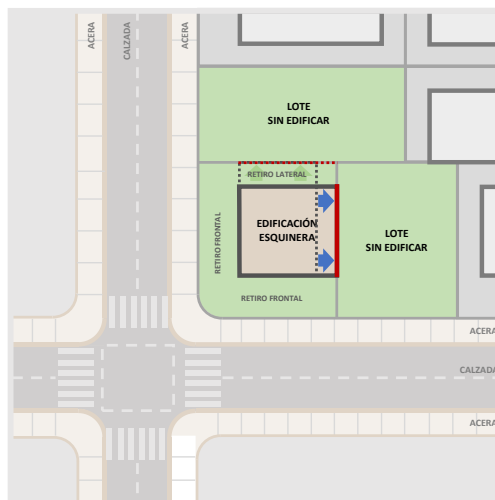 ACERA
CALZADA
ACERA
LOTE
SIN EDIFICAR
RETIRO LATERAL
RETIRO FRONTAL
EDIFICACIÓN
ESQUINERA
LOTE
SIN EDIFICAR
RETIRO FRONTAL
ACERA
CALZADA
ACERA